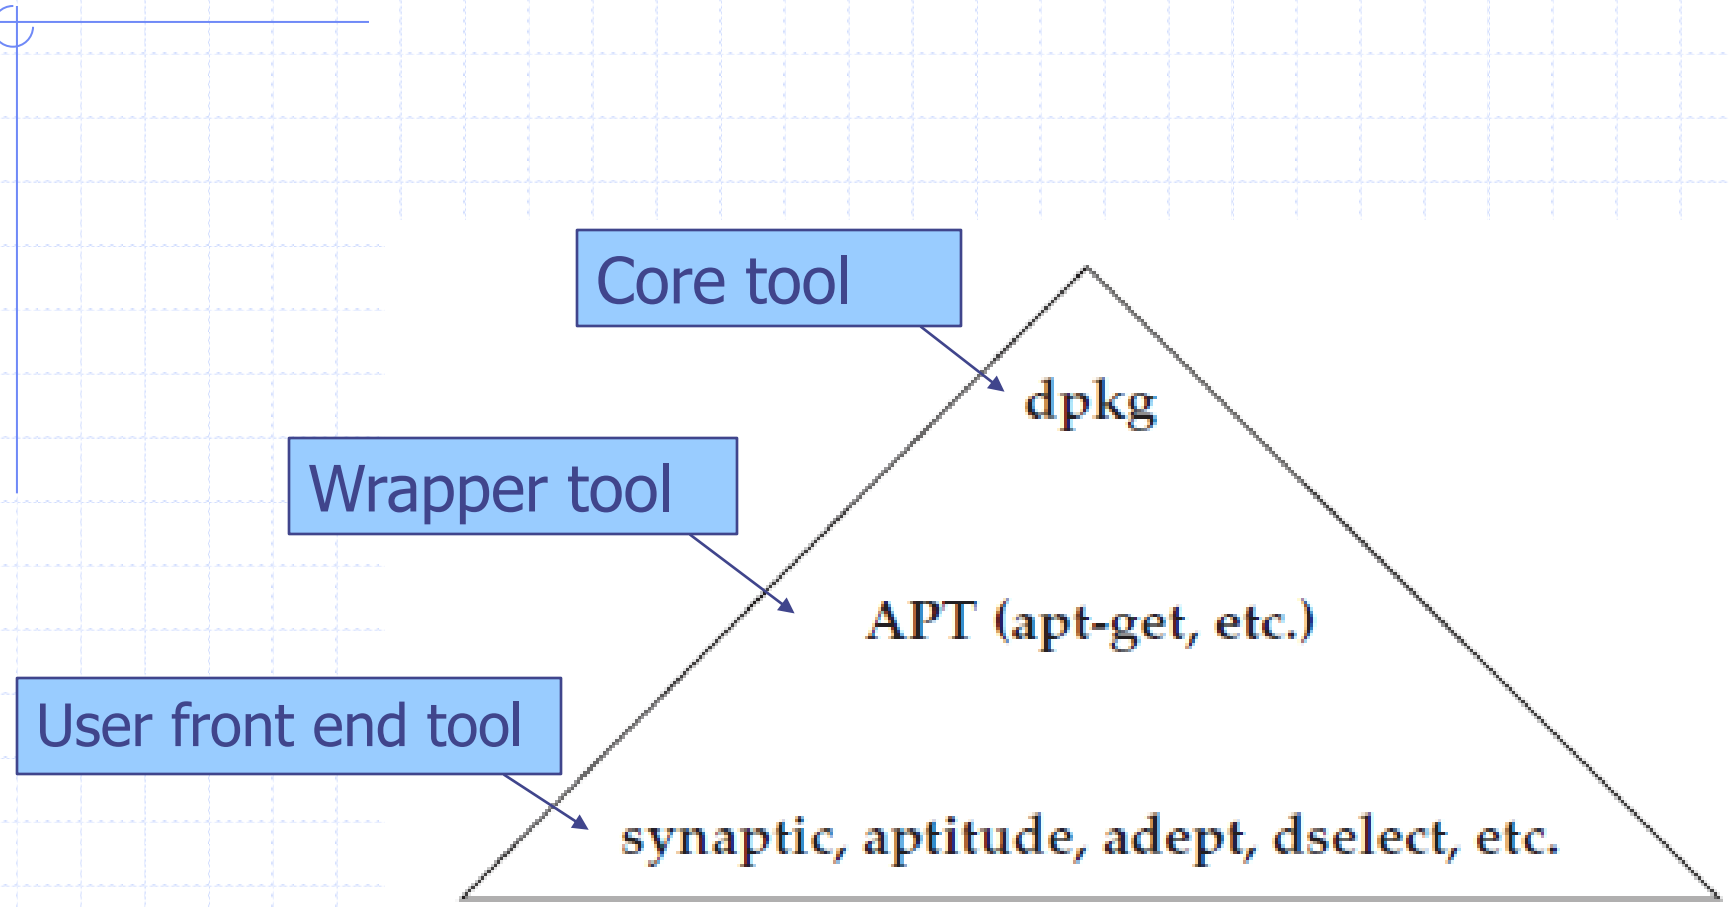 Core tool
dpkg
Wrapper tool
APT (apt-get, etc.)
User front end tool
synaptic, aptitude, adept, dselect, etc.